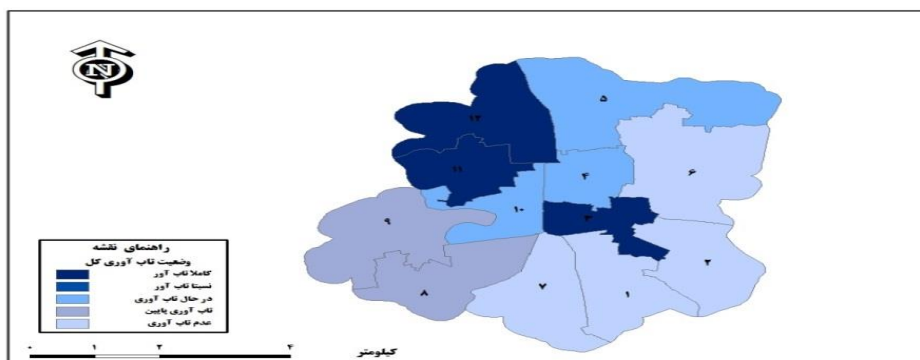 N
۵
۱۲
۶
۴
۱۱
۱۰
۳
۹
۲
۸
۷
۱
راهنمای نقشه
وضعیت تاب آوری کل
کاملا تاب آور
نسبتا تاب آور
در حال تاب آوری
تاب آوری پایین
عدم تاب آوری
۰ ۱ ۲ ۴
کیلومتر